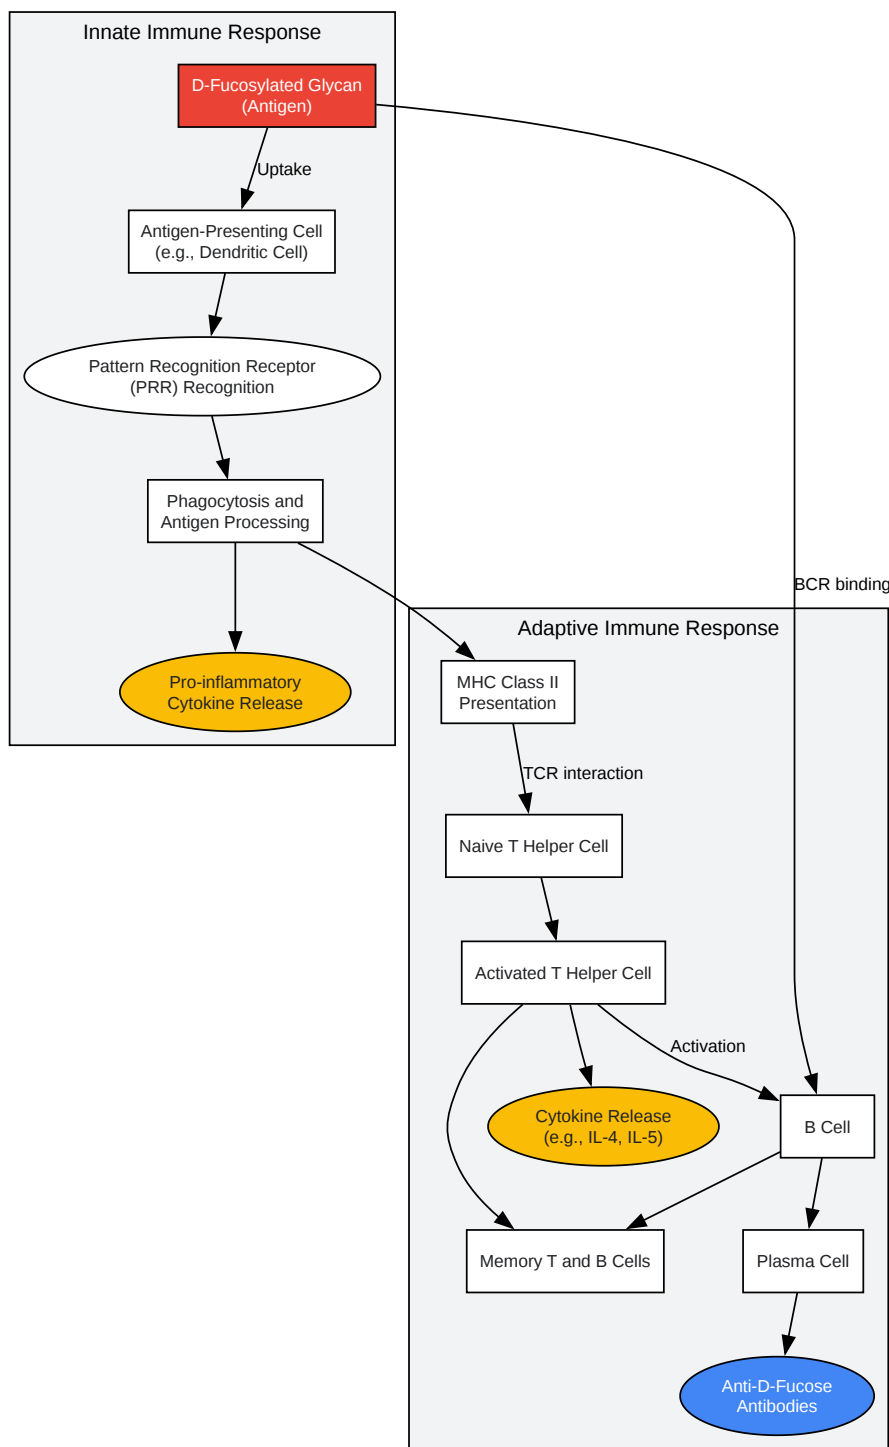 Innate Immune Response
D-Fucosylated Glycan
(Antigen)
Uptake
Antigen-Presenting Cell
(e.g., Dendritic Cell)
Pattern Recognition Receptor
(PRR) Recognition
Phagocytosis and
Antigen Processing
Pro-inflammatory
Cytokine Release
BCR binding
Adaptive Immune Response
MHC Class II
Presentation
TCR interaction
Naive T Helper Cell
Activated T Helper Cell
Activation
Cytokine Release
(e.g., IL-4, IL-5)
B Cell
Memory T and B Cells
Plasma Cell
Anti-D-Fucose
Antibodies